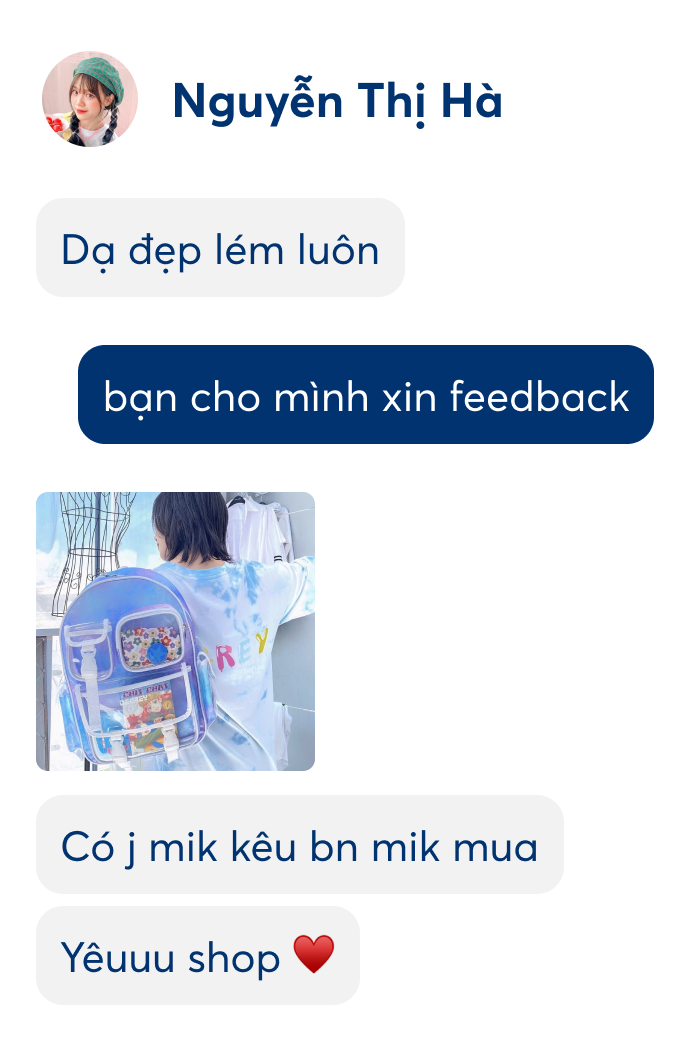 Nguyễn Thị Hà
Dạ đẹp lém luôn
bạn cho mình xin feedback
REY
Có j mik kêu bn mik mua
Yêuuu shop ♥️